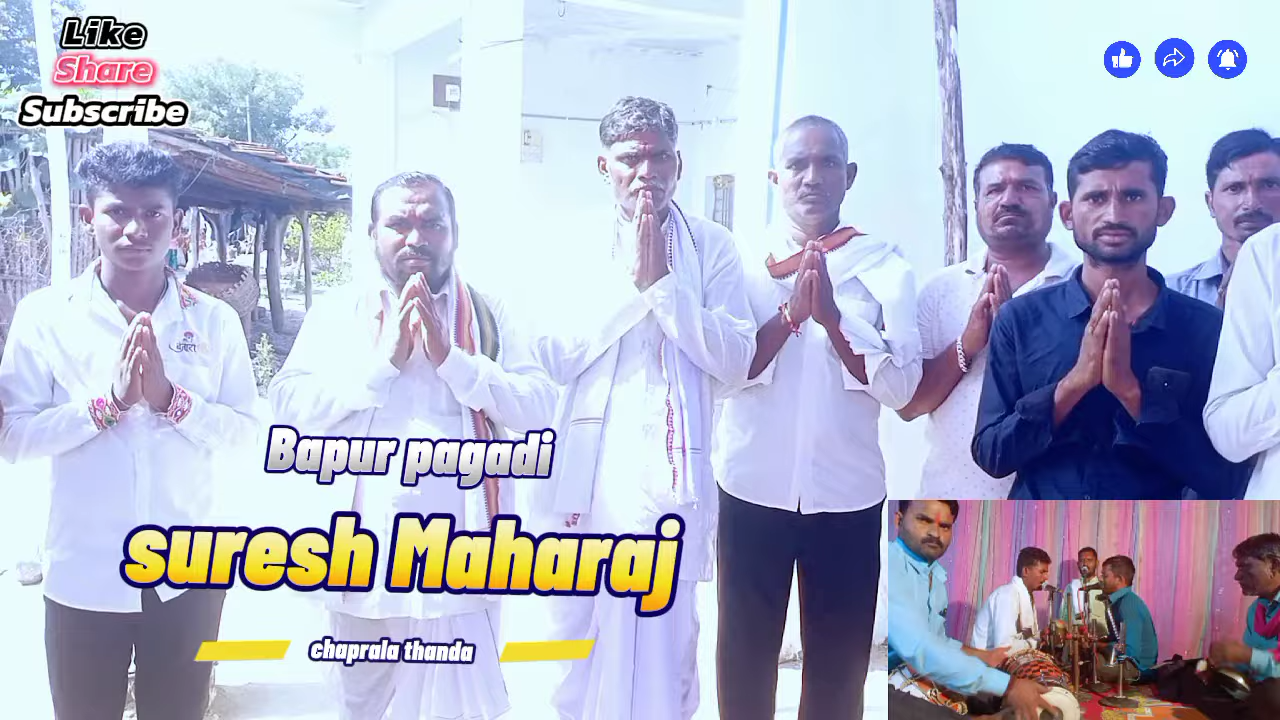 Like
Share
Subscribe
Bapur pagadi
suresh Maharaj
chaprala thanda